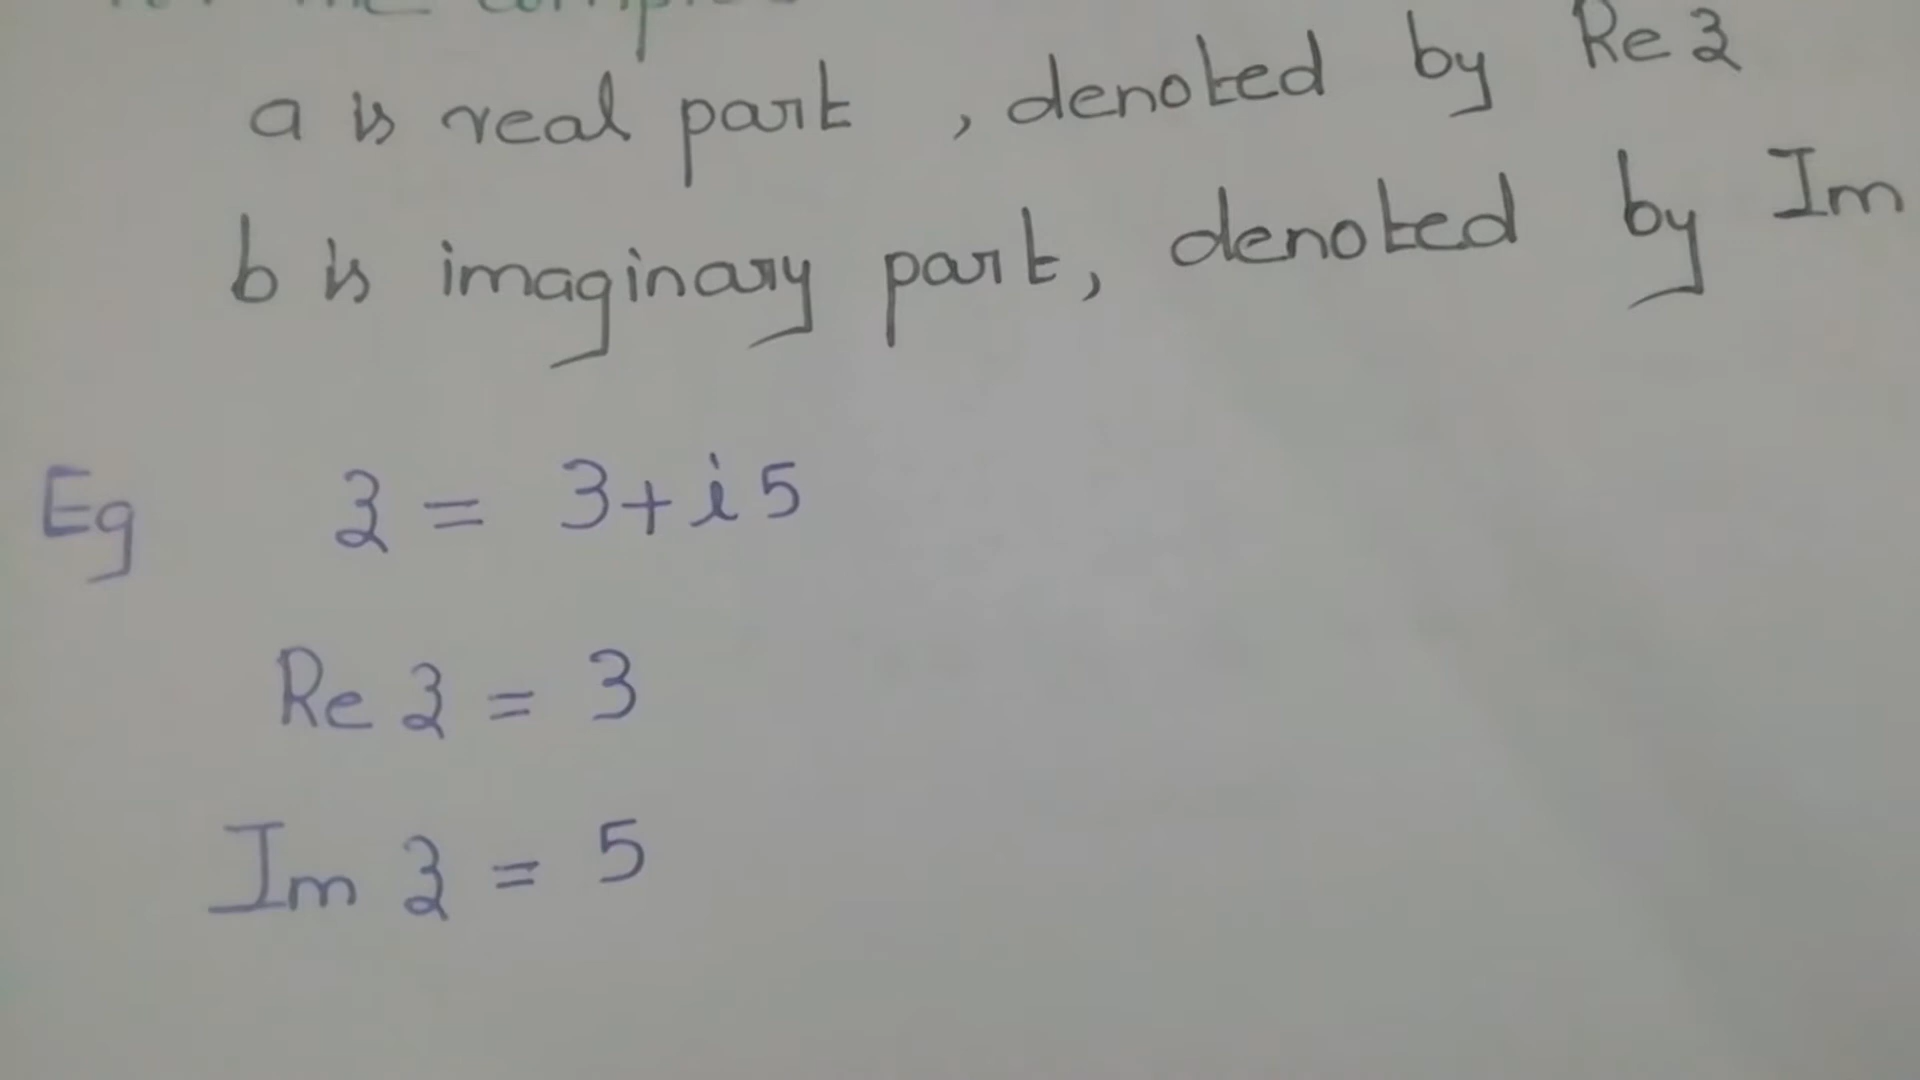 a is real part , denoted by Re z
b is imaginary part, denoted by Im
Eg z = 3+i5
Re z = 3
Im z = 5